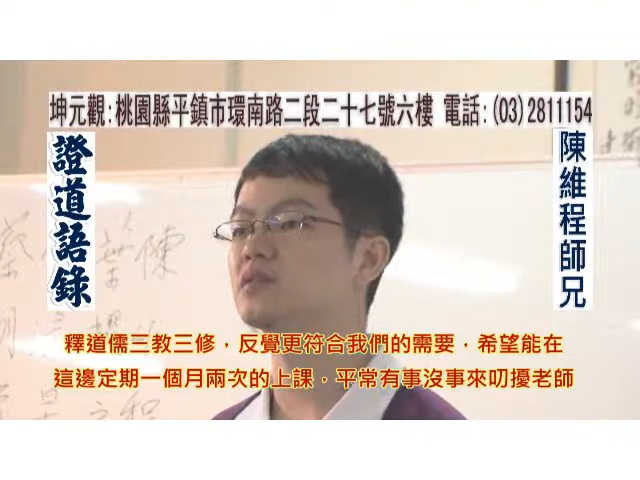 坤元觀:桃園縣平鎮市環南路二段二十七號六樓 電話:(03)2811154
證道語錄
陳維程師兄
釋道儒三教三修，反覺更符合我們的需要，希望能在
這邊定期一個月兩次的上課，平常有事沒事來叨擾老師
蔡 葉陳
程